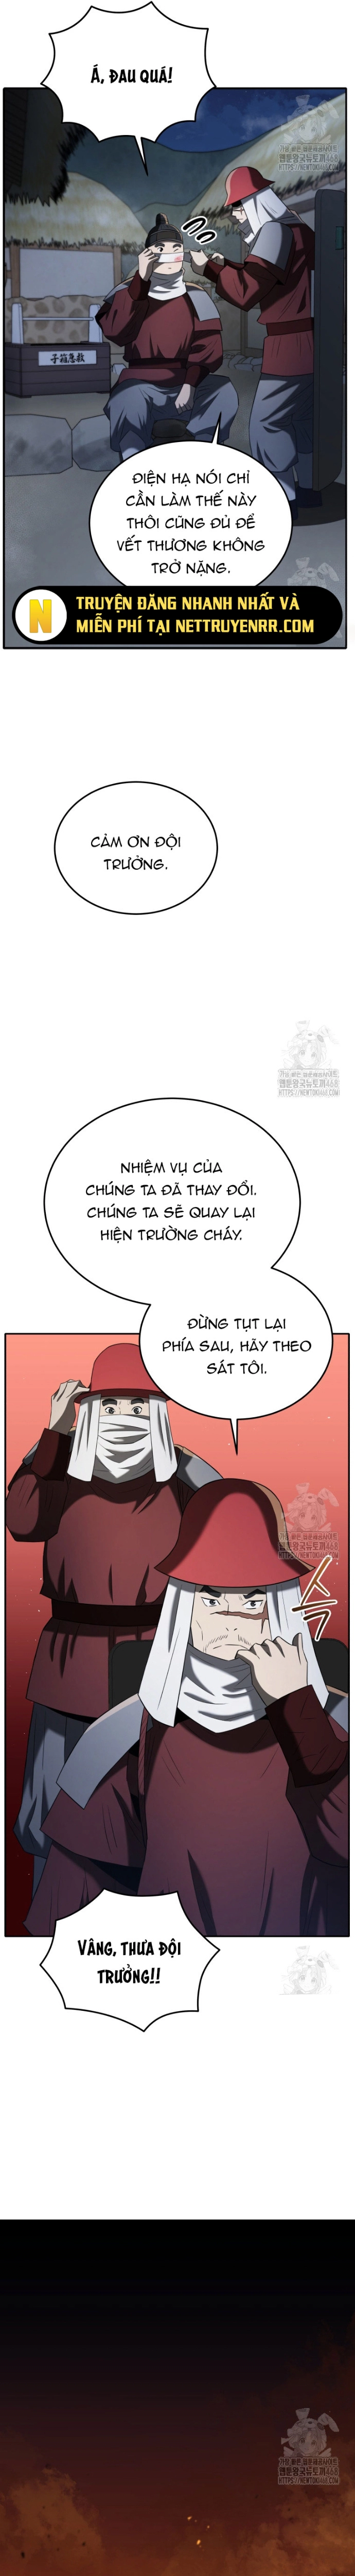 Á, ĐAU QUÁ!
ĐIỆN HẠ NÓI CHỈ
CẦN LÀM THẾ NÀY
THÔI CŨNG ĐỦ ĐỂ
VẾT THƯƠNG KHÔNG
TRỞ NẶNG.
N
TRUYỆN ĐĂNG NHANH NHẤT VÀ
MIỄN PHÍ TẠI NETTRUYENRR.COM
CẢM ƠN ĐỘI
TRƯỞNG.
NHIỆM VỤ CỦA
CHÚNG TA ĐÃ THAY ĐỔI.
CHÚNG TA SẼ QUAY LẠI
HIỆN TRƯỜNG CHÁY.
ĐỪNG TỤT LẠI
PHÍA SAU, HÃY THEO
SÁT TÔI.
VÂNG, THƯA ĐỘI
TRƯỞNG!!